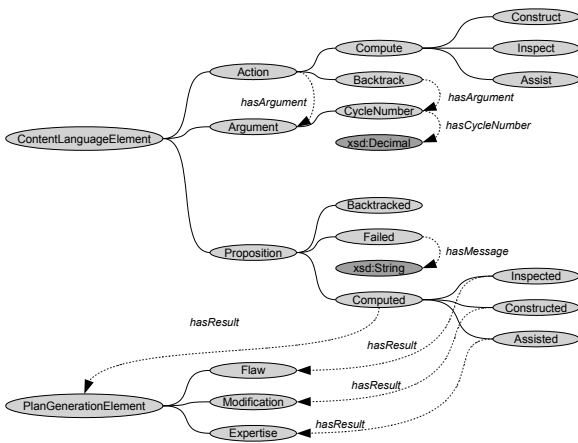 Construct
Compute
Inspect
Action
Backtrack
Assist
hasArgument
hasArgument
CycleNumber
Argument
hasCycleNumber
ContentLanguageElement
xsd:Decimal
Backtracked
Failed
Proposition
hasMessage
xsd:String
Inspected
Computed
Constructed
hasResult
Assisted
hasResult
Flaw
hasResult
PlanGenerationElement
Modification
hasResult
Expertise